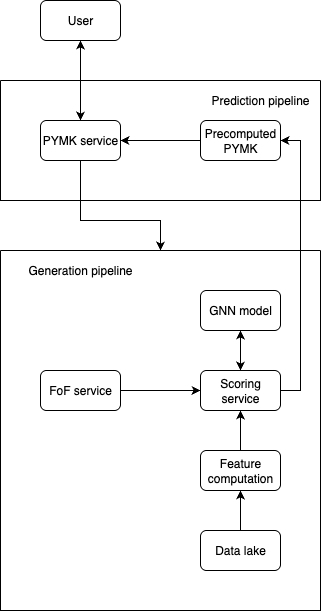 User
Prediction pipeline
PYMK service
Precomputed
PYMK
Generation pipeline
GNN model
FoF service
Scoring
service
Feature
computation
Data lake